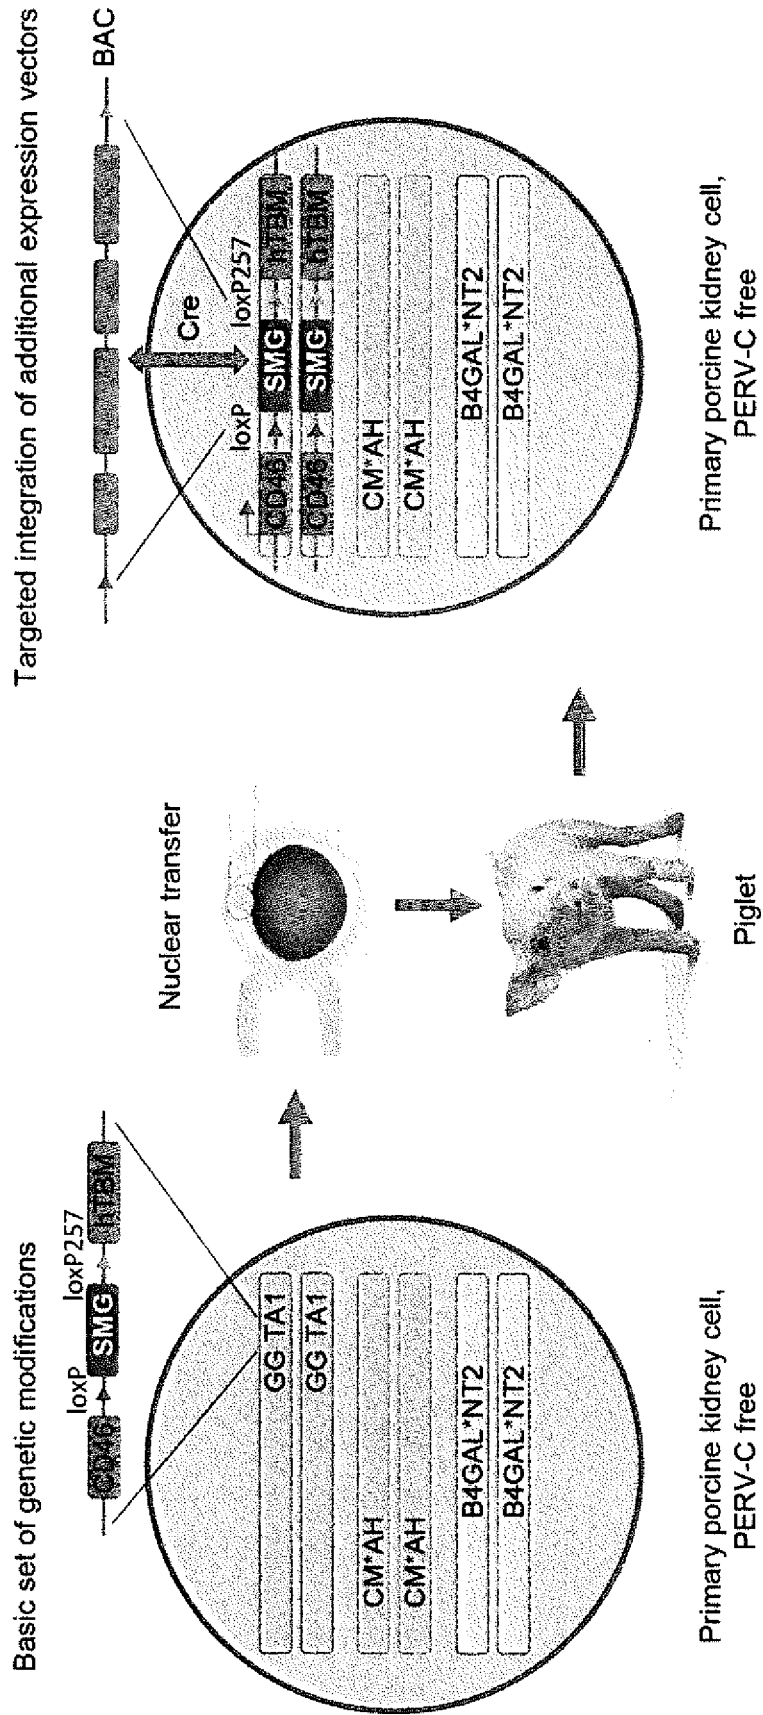 Basic set of genetic modifications
CD46
loxP
SMG
loxP257
hTBM
GG TA1
GG TA1
CM*AH
CM*AH
B4GAL*NT2
B4GAL*NT2
Primary porcine kidney cell,
PERV-C free
Nuclear transfer
Piglet
Targeted integration of additional expression vectors
BAC
Cre
loxP
loxP257
CD46
SMG
hTBM
CD46
SMG
hTBM
CM*AH
CM*AH
B4GAL*NT2
B4GAL*NT2
Primary porcine kidney cell,
PERV-C free